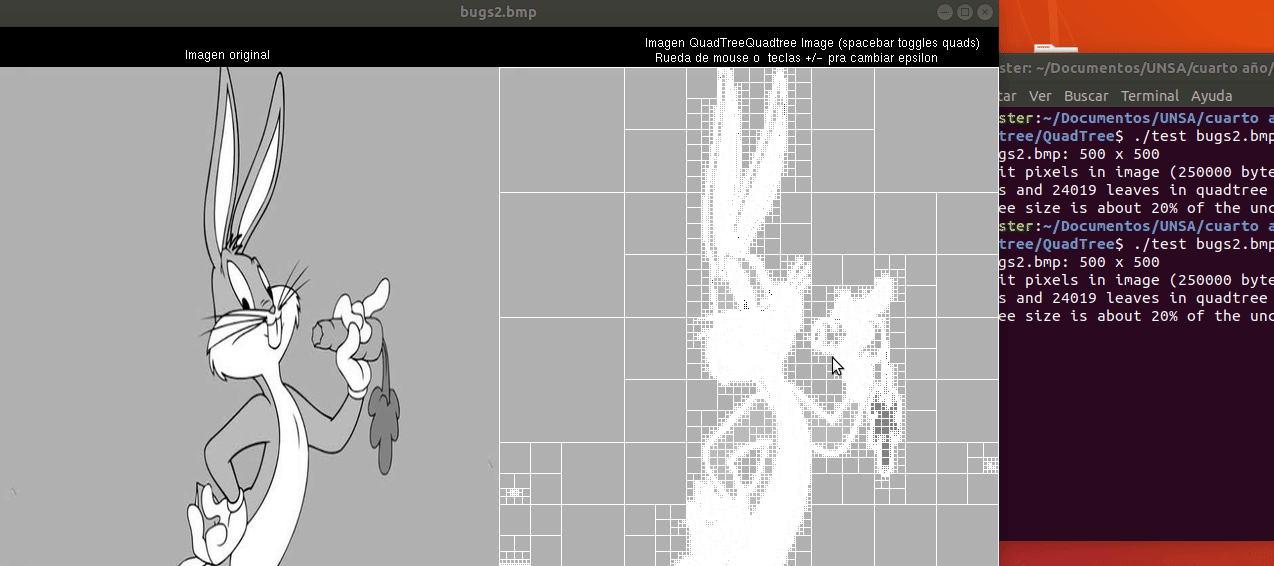 bugs2.bmp
Imagen original
Imagen QuadTreeQuadtree Image (spacebar toggles quads)
Rueda de mouse o teclas +/- pra cambiar epsilon
ster: ~/Documentos/UNSA/cuarto año/
tar Ver Buscar Terminal Ayuda
ster:~/Documentos/UNSA/cuarto a
tree/QuadTree$ ./test bugs2.bmp
gs2.bmp: 500 x 500
it pixels in image (250000 byte
s and 24019 leaves in quadtree
ee size is about 20% of the unc
ster:~/Documentos/UNSA/cuarto a
tree/QuadTree$ ./test bugs2.bmp
gs2.bmp: 500 x 500
it pixels in image (250000 byte
s and 24019 leaves in quadtree
ee size is about 20% of the unc